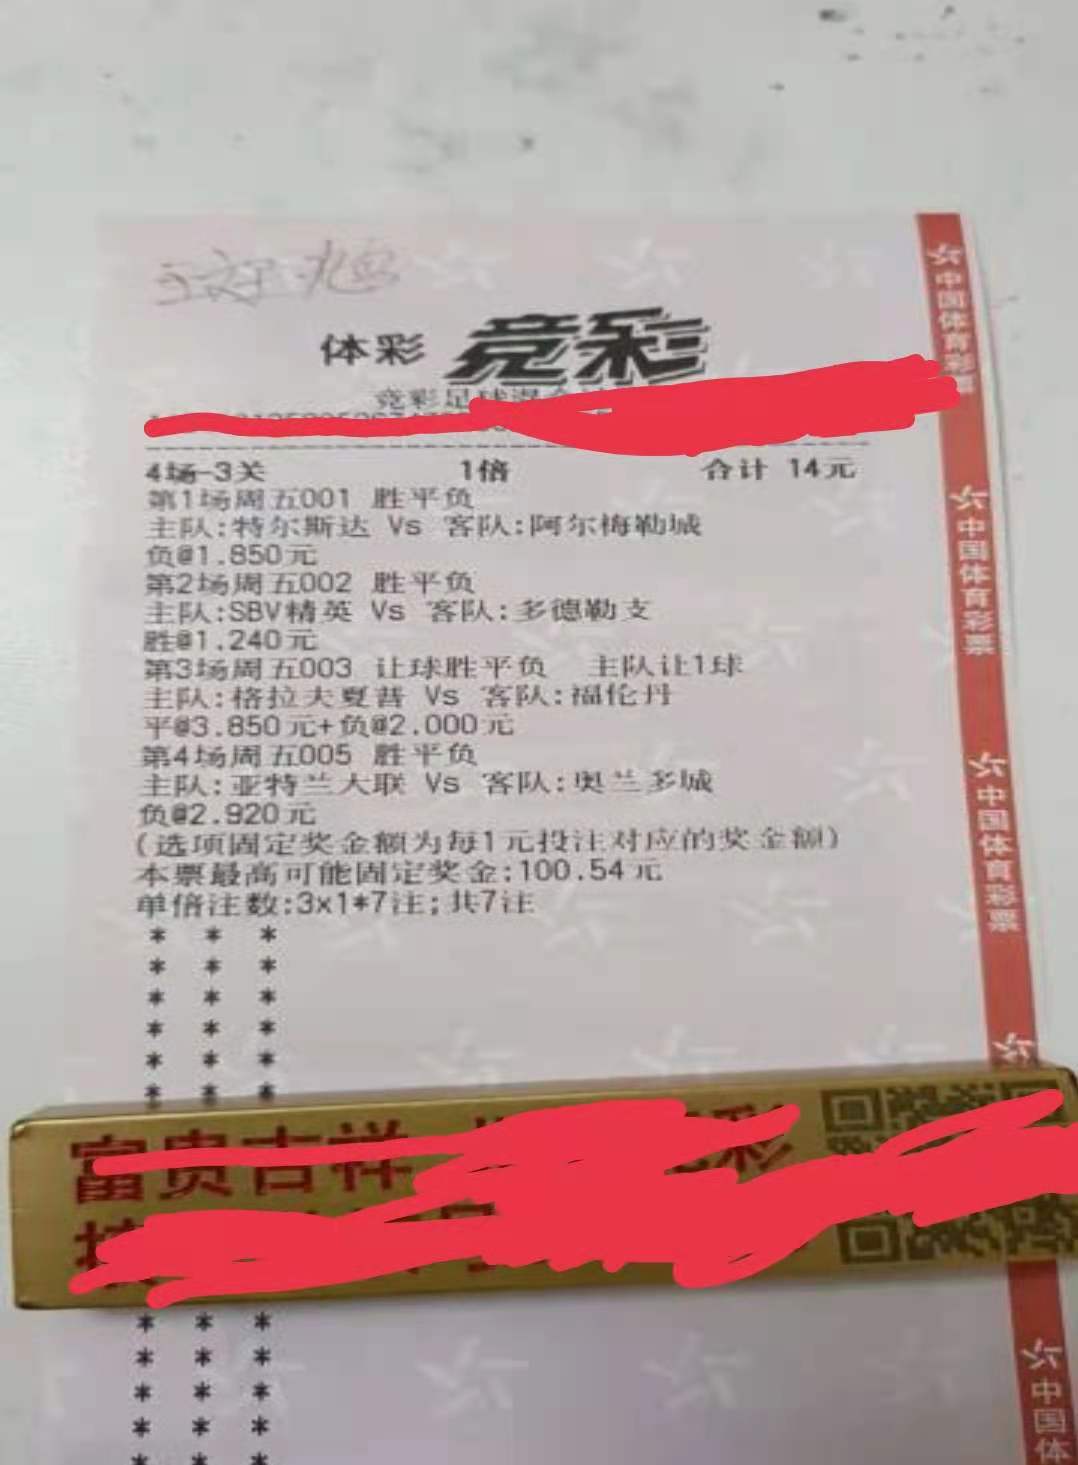 体彩 竞彩
竞彩足球混合
4场-3关 1倍 合计 14元
第1场周五001 胜平负
主队:特尔斯达 Vs 客队:阿尔梅勒城
负@1.850元
第2场周五002 胜平负
主队:SBV精英 Vs 客队:多德勒支
胜@1.240元
第3场周五003 让球胜平负 主队让1球
主队:格拉夫夏普 Vs 客队:福伦丹
平@3.850元+负@2.000元
第4场周五005 胜平负
主队:亚特兰大联 Vs 客队:奥兰多城
负@2.920元
(选项固定奖金额为每1元投注对应的奖金额)
本票最高可能固定奖金:100.54元
单倍注数:3x1*7注;共7注
* * *
* * *
* * *
* * *
* * *
* * *
富贵吉祥 彩
* * *
* * *
* * *
* * *
* * *
中国体育彩票
中国体育彩票
中国体育彩票
中国体